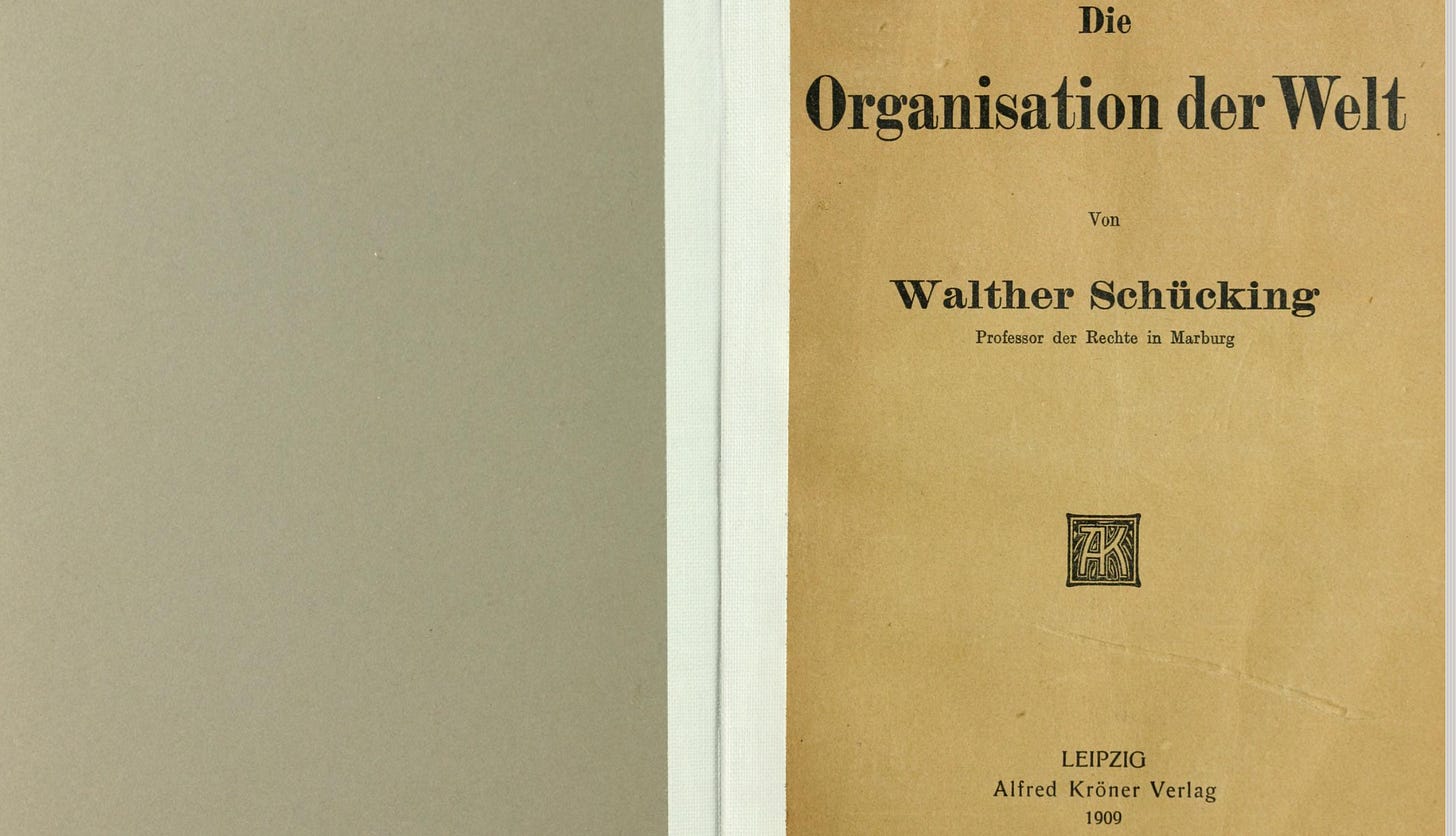 Die
Organisation der Welt
Von
Walther Schücking
Professor der Rechte in Marburg
AK
LEIPZIG
Alfred Kröner Verlag
1909